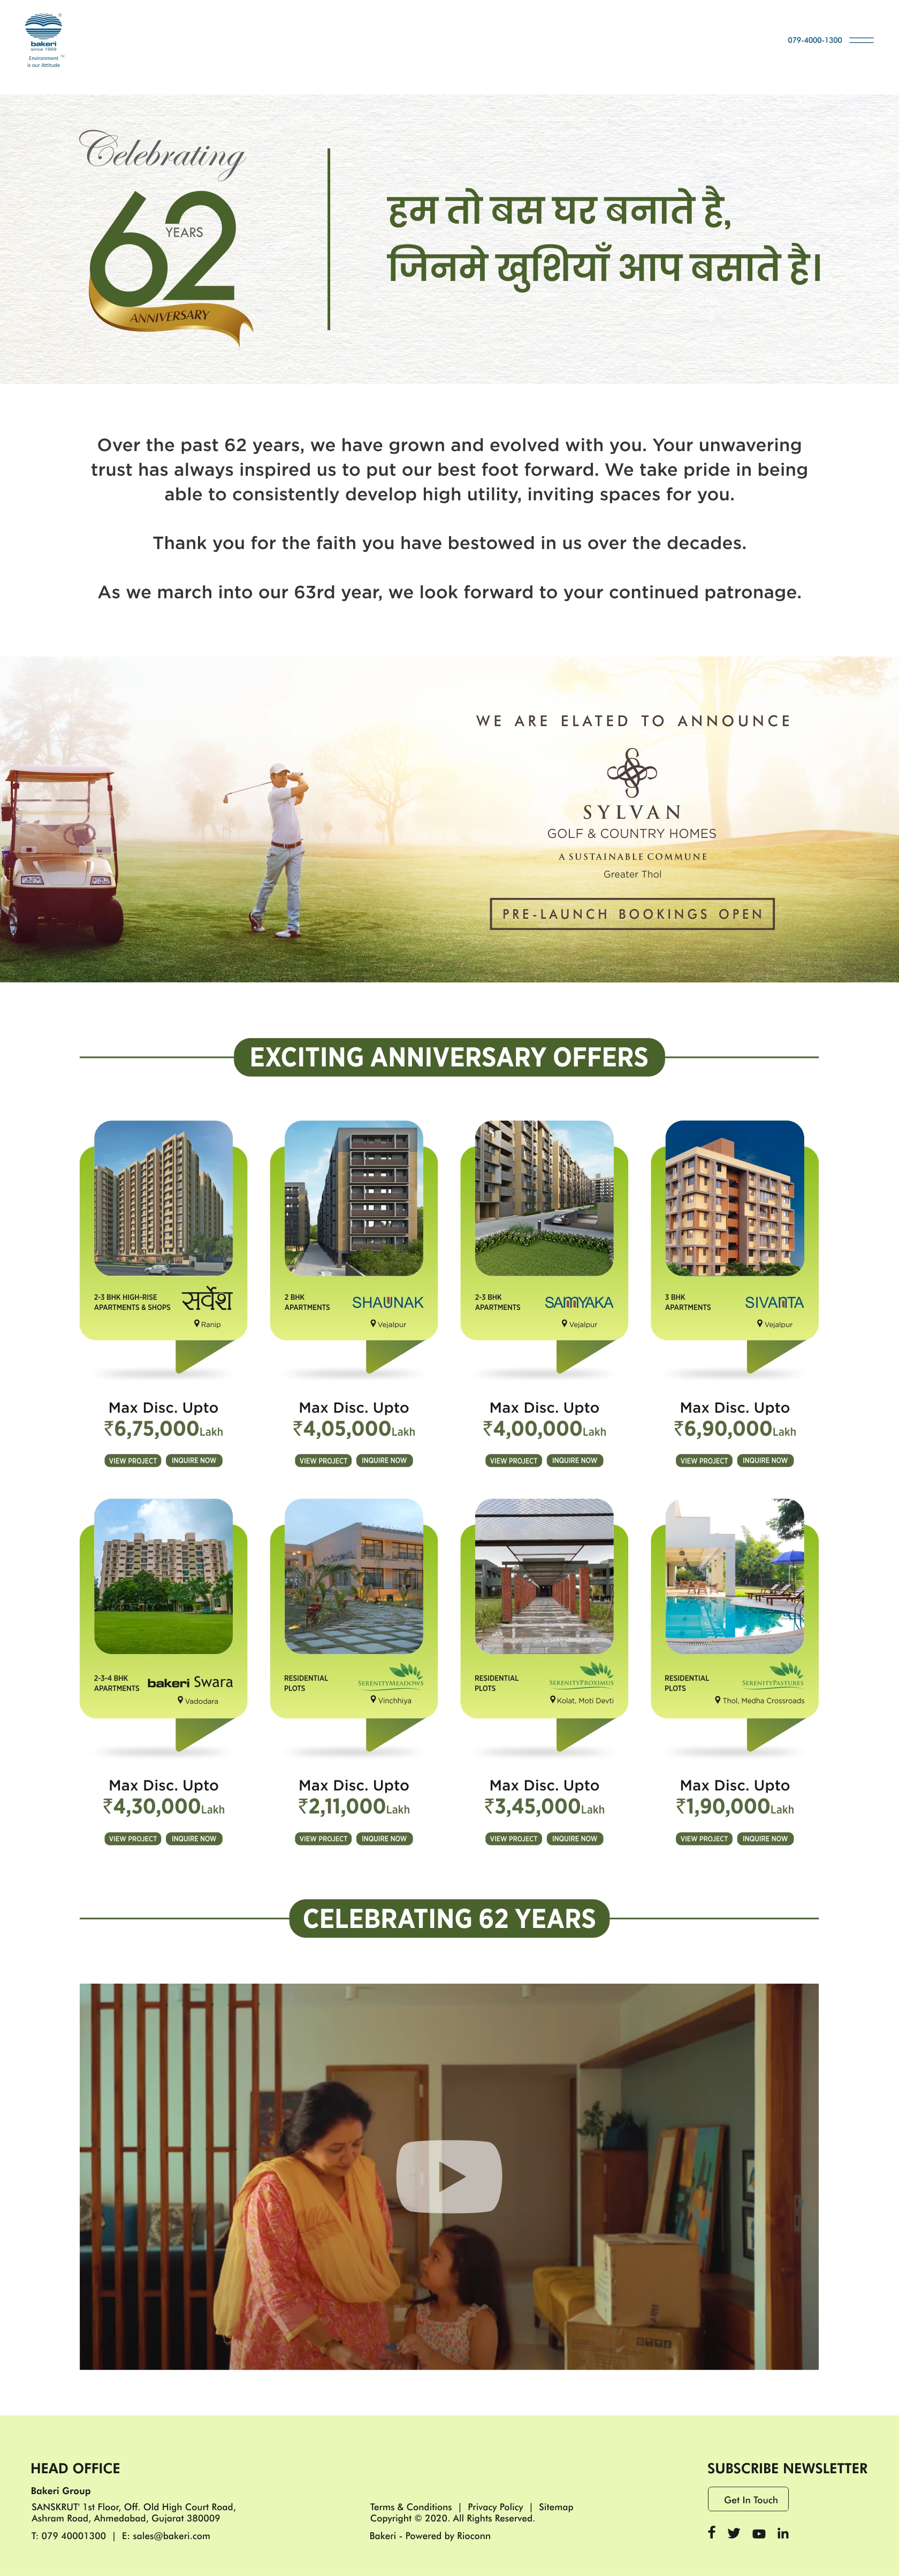 bakeri
since 1959
Environment ™
is our Attitude
079-4000-1300
Celebrating
62
YEARS
ANNIVERSARY
हम तो बस घर बनाते है,
जिनमे खुशियाँ आप बसाते है।
Over the past 62 years, we have grown and evolved with you. Your unwavering
trust has always inspired us to put our best foot forward. We take pride in being
able to consistently develop high utility, inviting spaces for you.
Thank you for the faith you have bestowed in us over the decades.
As we march into our 63rd year, we look forward to your continued patronage.
WE ARE ELATED TO ANNOUNCE
SYLVAN
GOLF & COUNTRY HOMES
A SUSTAINABLE COMMUNE
Greater Thol
PRE-LAUNCH BOOKINGS OPEN
EXCITING ANNIVERSARY OFFERS
2-3 BHK HIGH-RISE
APARTMENTS & SHOPS
सर्वेश
Ranip
Max Disc. Upto
₹6,75,000Lakh
VIEW PROJECT INQUIRE NOW
2 BHK
APARTMENTS
SHAUNAK
Vejalpur
Max Disc. Upto
₹4,05,000Lakh
VIEW PROJECT INQUIRE NOW
2-3 BHK
APARTMENTS
SAMYAKA
Vejalpur
Max Disc. Upto
₹4,00,000Lakh
VIEW PROJECT INQUIRE NOW
3 BHK
APARTMENTS
SIVANTA
Vejalpur
Max Disc. Upto
₹6,90,000Lakh
VIEW PROJECT INQUIRE NOW
2-3-4 BHK
APARTMENTS
bakeri Swara
Vadodara
Max Disc. Upto
₹4,30,000Lakh
VIEW PROJECT INQUIRE NOW
RESIDENTIAL
PLOTS
SERENITYMEADOWS
Vinchhiya
Max Disc. Upto
₹2,11,000Lakh
VIEW PROJECT INQUIRE NOW
RESIDENTIAL
PLOTS
SERENITYPROXIMUS
Kolat, Moti Devti
Max Disc. Upto
₹3,45,000Lakh
VIEW PROJECT INQUIRE NOW
RESIDENTIAL
PLOTS
SERENITYPASTURES
Thol, Medha Crossroads
Max Disc. Upto
₹1,90,000Lakh
VIEW PROJECT INQUIRE NOW
CELEBRATING 62 YEARS
HEAD OFFICE
Bakeri Group
SANSKRUT' 1st Floor, Off. Old High Court Road,
Ashram Road, Ahmedabad, Gujarat 380009
T: 079 40001300 | E: sales@bakeri.com
Terms & Conditions | Privacy Policy | Sitemap
Copyright © 2020. All Rights Reserved.
Bakeri - Powered by Rioconn
SUBSCRIBE NEWSLETTER
Get In Touch